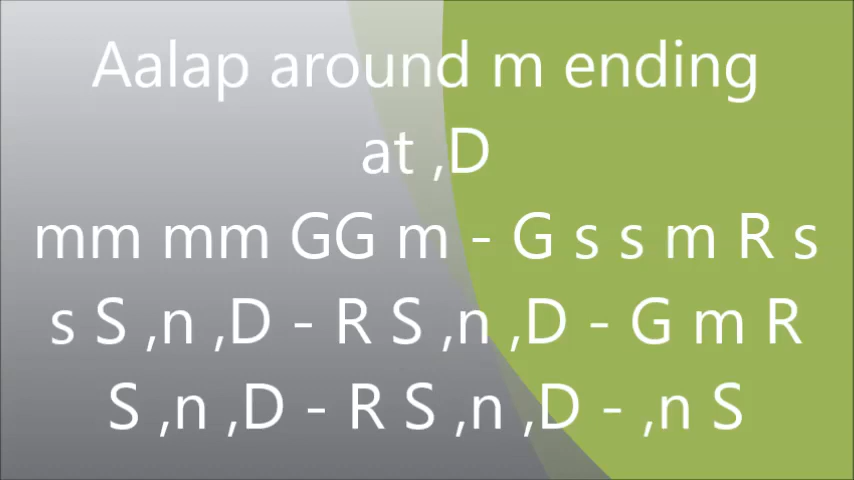 Aalap around m ending
at ,D
mm mm GG m - G s s m R s
s S ,n ,D - R S ,n ,D - G m R
S ,n ,D - R S ,n ,D - ,n S